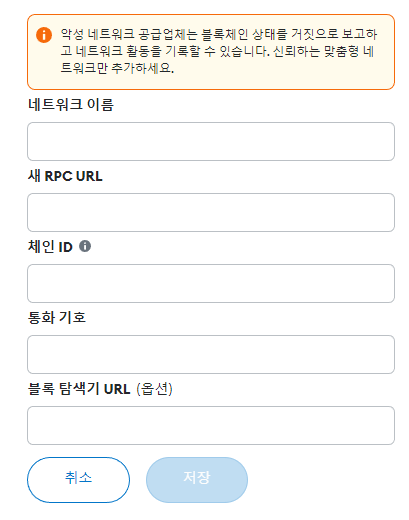 악성 네트워크 공급업체는 블록체인 상태를 거짓으로 보고하
고 네트워크 활동을 기록할 수 있습니다. 신뢰하는 맞춤형 네
트워크만 추가하세요.
네트워크 이름
새 RPC URL
체인 ID
통화 기호
블록 탐색기 URL (옵션)
취소 저장